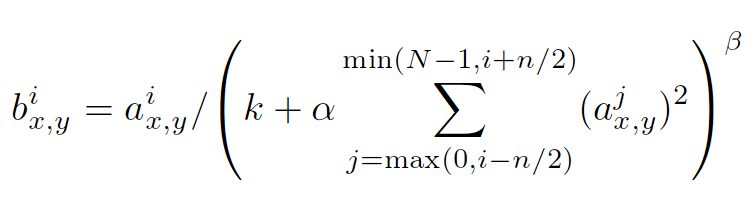 b^i_{x,y} = a^i_{x,y} / \left( k + \alpha \sum_{j=\max(0,i-n/2)}^{\min(N-1,i+n/2)} (a^j_{x,y})^2 \right)^\beta